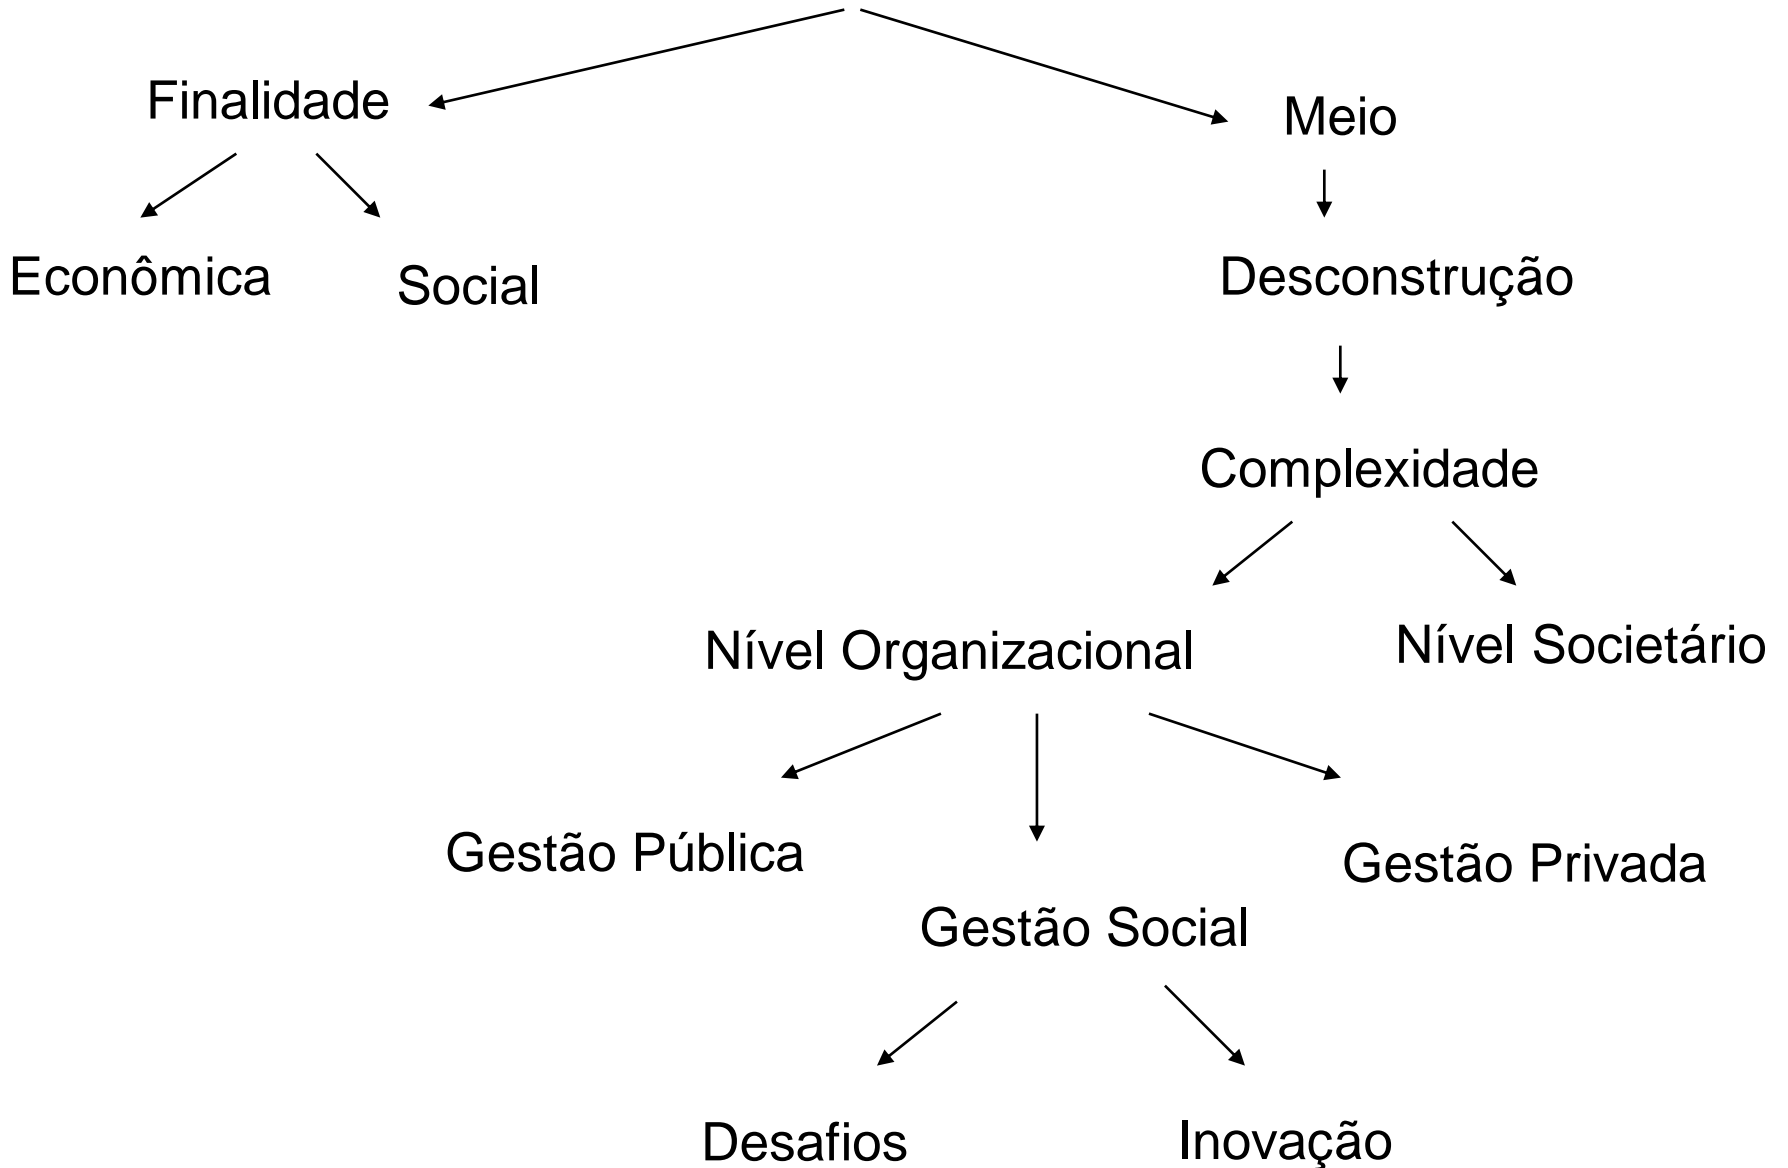 Finalidade
Meio
Econômica
Social
Desconstrução
Complexidade
Nível Organizacional
Nível Societário
Gestão Pública
Gestão Privada
Gestão Social
Desafios
Inovação